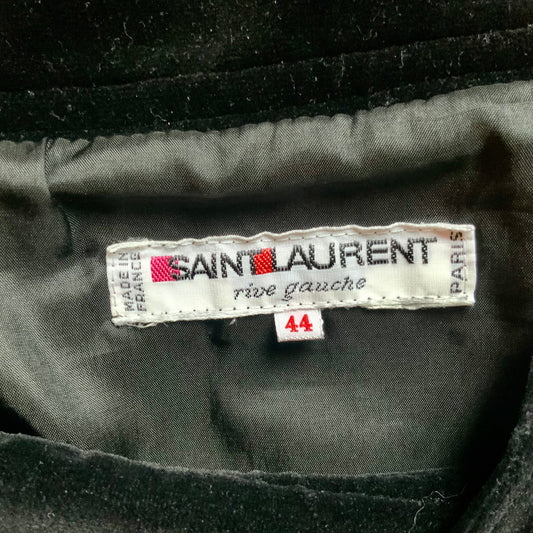 MADE IN
FRANCE
SAINT LAURENT
rive gauche
PARIS
44